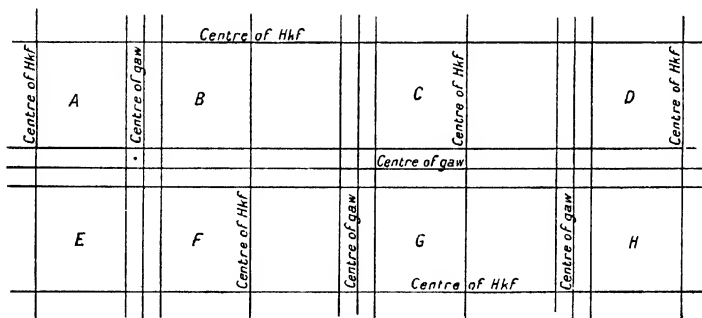 Centre of Hkf
Centre of Hkf
A
Centre of gaw
B
C
Centre of Hkf
D
Centre of Hkf
Centre of gaw
E
F
Centre of Hkf
Centre of gaw
G
Centre of gaw
H
Centre of Hkf